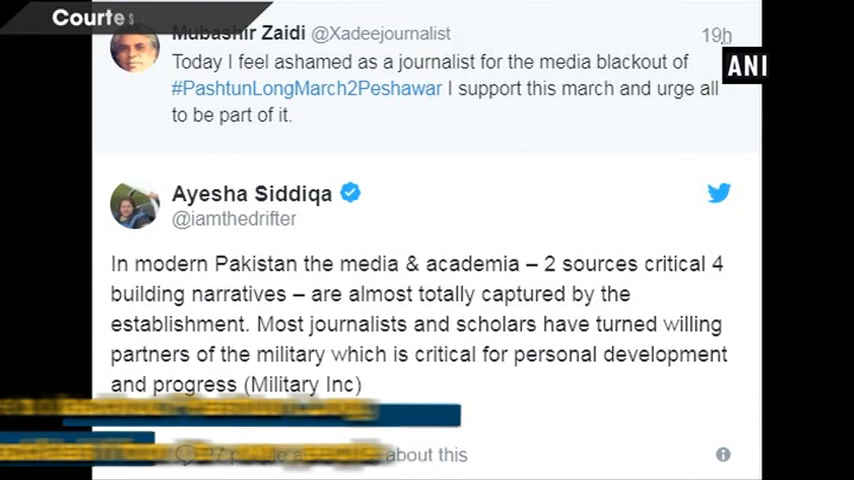 Courtes
Mubashir Zaidi @Xadeejournalist 19h
Today I feel ashamed as a journalist for the media blackout of
#PashtunLongMarch2Peshawar I support this march and urge all
to be part of it.
ANI
Ayesha Siddiqa
@iamthedrifter
In modern Pakistan the media & academia – 2 sources critical 4
building narratives – are almost totally captured by the
establishment. Most journalists and scholars have turned willing
partners of the military which is critical for personal development
and progress (Military Inc)
people about this